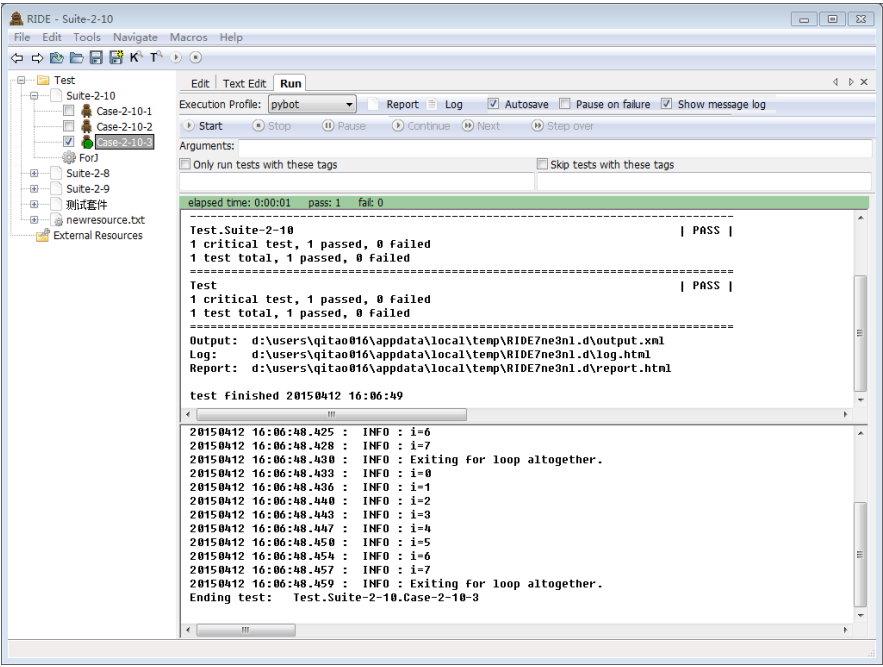 RIDE - Suite-2-10
File Edit Tools Navigate Macros Help
Test
Suite-2-10
Case-2-10-1
Case-2-10-2
Case-2-10-3
ForJ
Suite-2-8
Suite-2-9
测试套件
newresource.txt
External Resources
Edit Text Edit Run
Execution Profile: pybot Report Log Autosave Pause on failure Show message log
Start Stop Pause Continue Next Step over
Arguments:
Only run tests with these tags Skip tests with these tags
elapsed time: 0:00:01 pass: 1 fail: 0
------------------------------------------------------------------------------
Test.Suite-2-10 | PASS |
1 critical test, 1 passed, 0 failed
1 test total, 1 passed, 0 failed
==============================================================================
Test | PASS |
1 critical test, 1 passed, 0 failed
1 test total, 1 passed, 0 failed
==============================================================================
Output: d:\users\qitao016\appdata\local\temp\RIDE7ne3nl.d\output.xml
Log: d:\users\qitao016\appdata\local\temp\RIDE7ne3nl.d\log.html
Report: d:\users\qitao016\appdata\local\temp\RIDE7ne3nl.d\report.html
test finished 20150412 16:06:49
20150412 16:06:48.425 : INFO : i=6
20150412 16:06:48.428 : INFO : i=7
20150412 16:06:48.430 : INFO : Exiting for loop altogether.
20150412 16:06:48.433 : INFO : i=0
20150412 16:06:48.436 : INFO : i=1
20150412 16:06:48.440 : INFO : i=2
20150412 16:06:48.443 : INFO : i=3
20150412 16:06:48.447 : INFO : i=4
20150412 16:06:48.450 : INFO : i=5
20150412 16:06:48.454 : INFO : i=6
20150412 16:06:48.457 : INFO : i=7
20150412 16:06:48.459 : INFO : Exiting for loop altogether.
Ending test: Test.Suite-2-10.Case-2-10-3